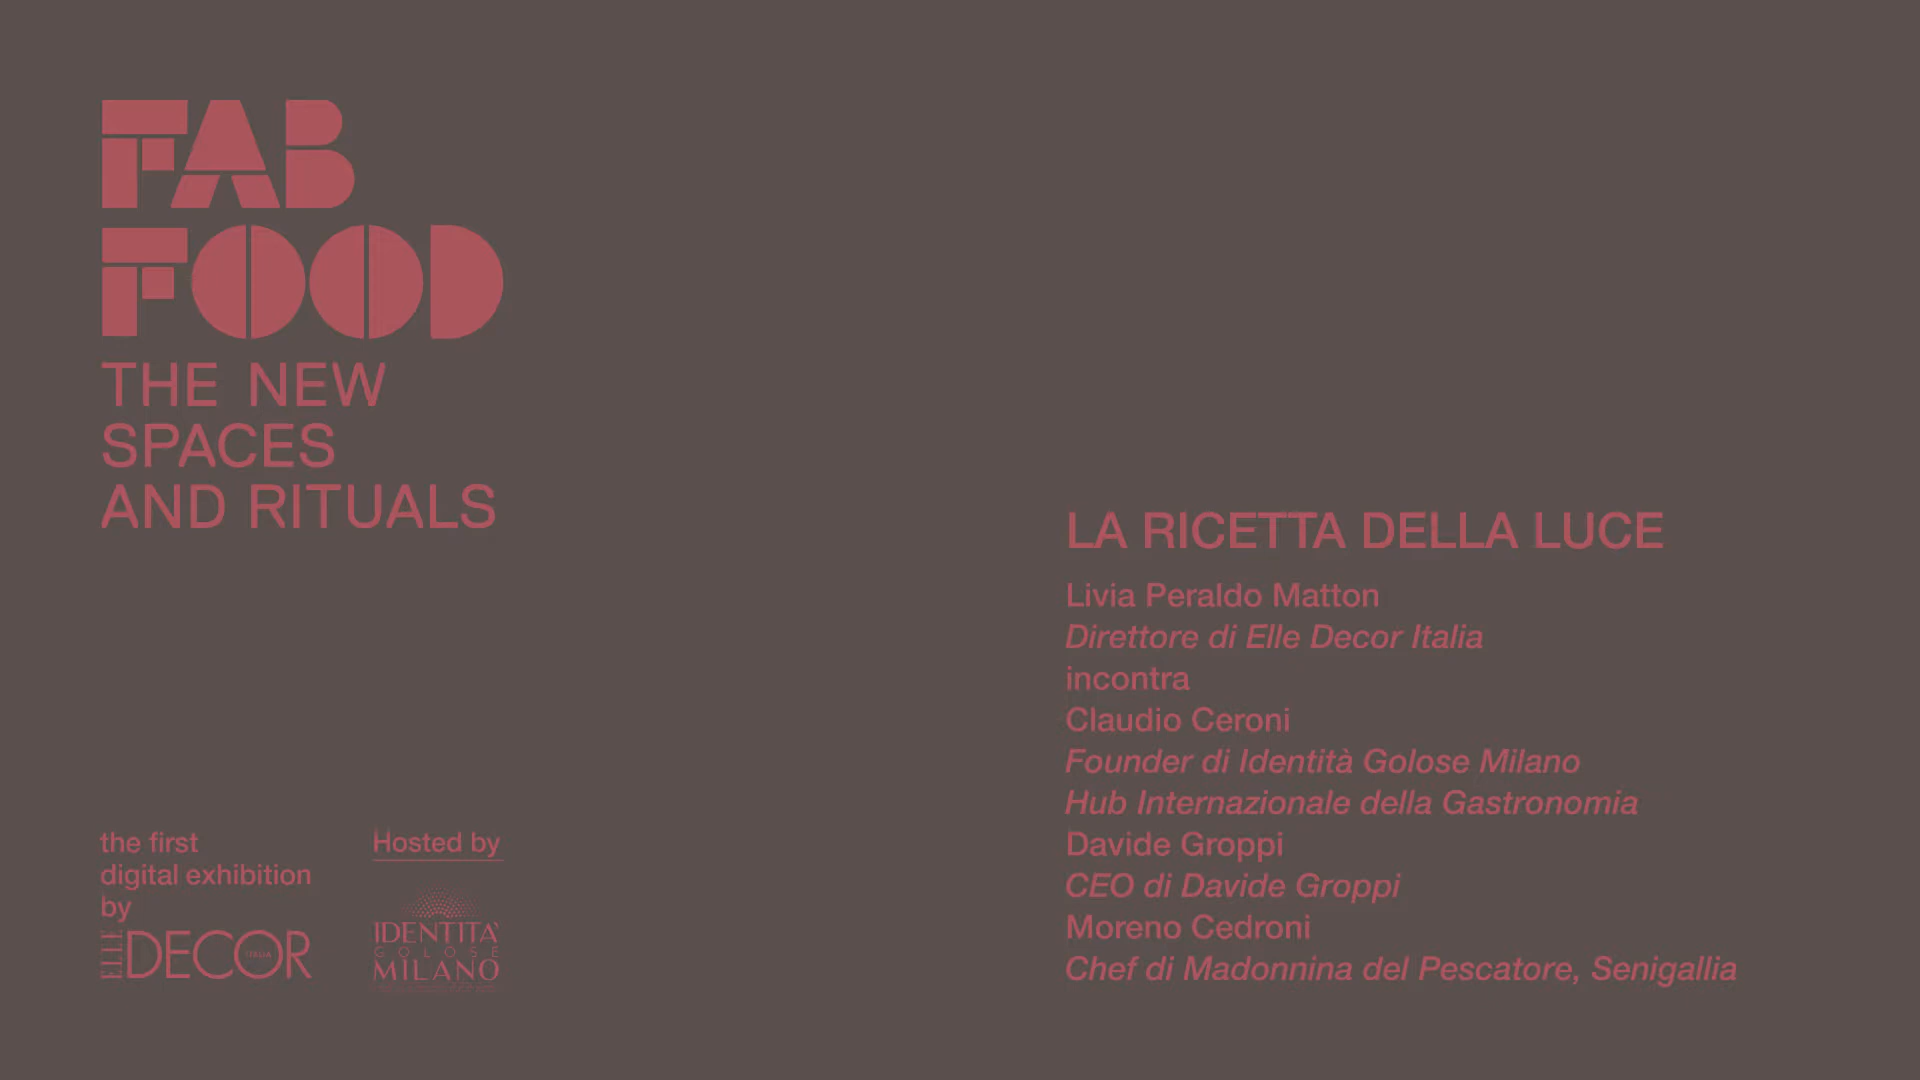 FAB
FOOD
THE NEW
SPACES
AND RITUALS
LA RICETTA DELLA LUCE
Livia Peraldo Matton
Direttore di Elle Decor Italia
incontra
Claudio Ceroni
Founder di Identità Golose Milano
Hub Internazionale della Gastronomia
Davide Groppi
CEO di Davide Groppi
Moreno Cedroni
Chef di Madonnina del Pescatore, Senigallia
the first
digital exhibition
by
ELLE DECOR ITALIA
Hosted by
IDENTITA'
GOLOSE
MILANO